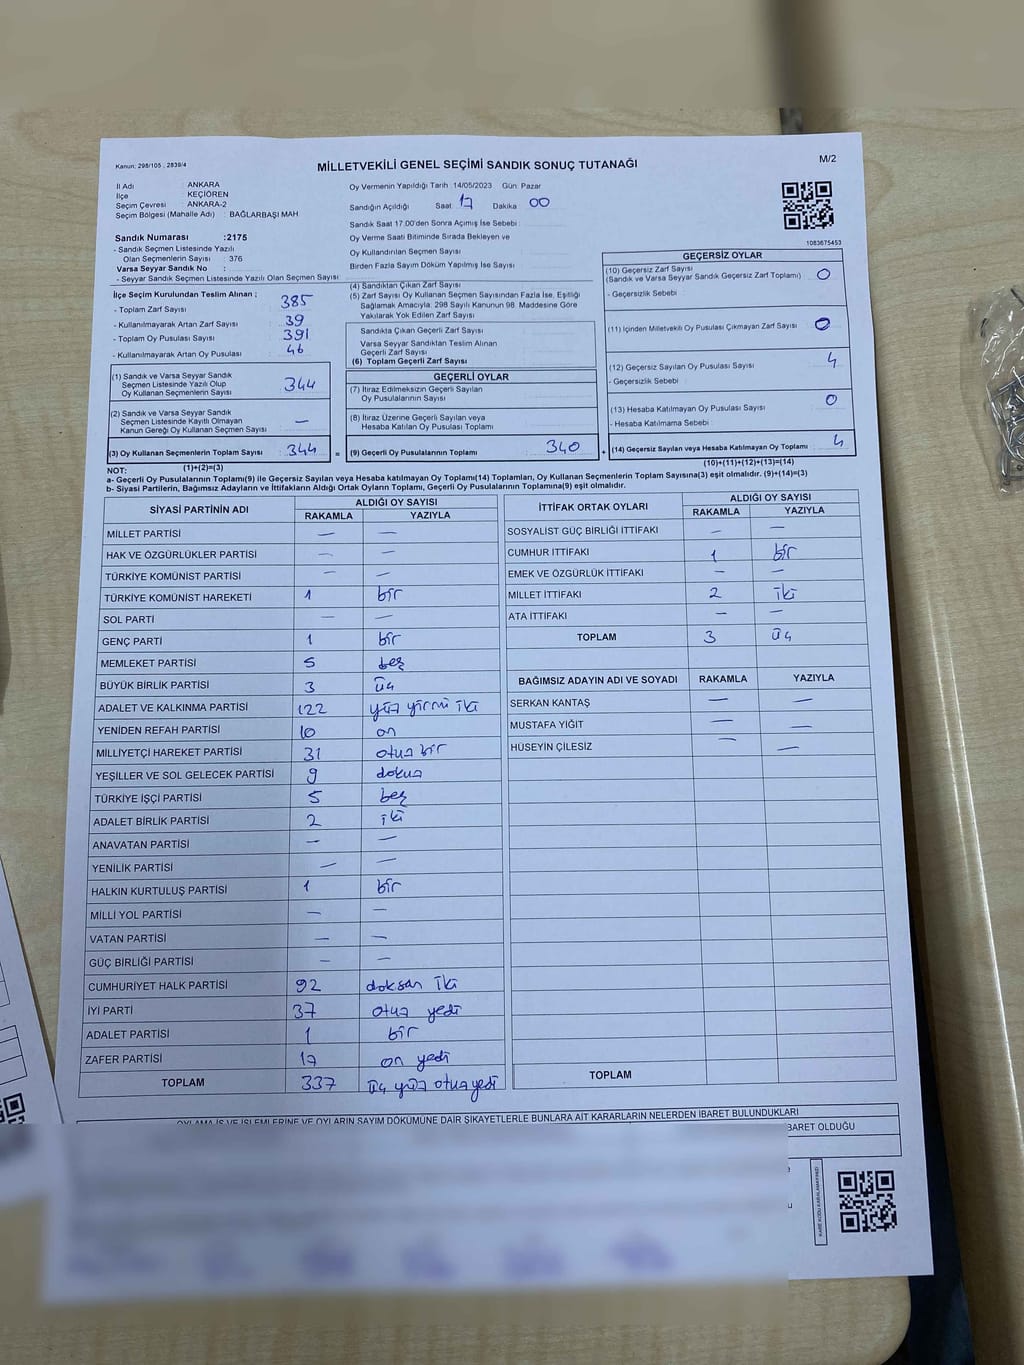 Kanun; 298/105 ; 2839/4
MİLLETVEKİLİ GENEL SEÇİMİ SANDIK SONUÇ TUTANAĞI
M/2
İl Adı : ANKARA
İlçe : KEÇİÖREN
Seçim Çevresi : ANKARA-2
Seçim Bölgesi (Mahalle Adı) : BAĞLARBAŞI MAH
Sandık Numarası :2175
- Sandık Seçmen Listesinde Yazılı
Olan Seçmenlerin Sayısı : 376
Varsa Seyyar Sandık No :
- Seyyar Sandık Seçmen Listesinde Yazılı Olan Seçmen Sayısı :
Oy Vermenin Yapıldığı Tarih 14/05/2023 Gün: Pazar
Sandığın Açıldığı Saat 17 Dakika 00
Sandık Saat 17.00'den Sonra Açımış İse Sebebi :
Oy Verme Saati Bitiminde Sırada Bekleyen ve
Oy Kullandırılan Seçmen Sayısı :
Birden Fazla Sayım Döküm Yapılmış İse Sayısı :
1083675453
İlçe Seçim Kurulundan Teslim Alınan ;
- Toplam Zarf Sayısı : 385
- Kullanılmayarak Artan Zarf Sayısı : 39
- Toplam Oy Pusulası Sayısı : 391
- Kullanılmayarak Artan Oy Pusulası : 46
(1) Sandık ve Varsa Seyyar Sandık
Seçmen Listesinde Yazılı Olup
Oy Kullanan Seçmenlerin Sayısı : 344
(2) Sandık ve Varsa Seyyar Sandık
Seçmen Listesinde Kayıtlı Olmayan
Kanun Gereği Oy Kullanan Seçmen Sayısı : —
(3) Oy Kullanan Seçmenlerin Toplam Sayısı : 344 =
(4) Sandıktan Çıkan Zarf Sayısı :
(5) Zarf Sayısı Oy Kullanan Seçmen Sayısından Fazla İse, Eşitliği
Sağlamak Amacıyla; 298 Sayılı Kanunun 98. Maddesine Göre
Yakılarak Yok Edilen Zarf Sayısı :
Sandıkta Çıkan Geçerli Zarf Sayısı :
Varsa Seyyar Sandıktan Teslim Alınan
Geçerli Zarf Sayısı :
(6) Toplam Geçerli Zarf Sayısı :
GEÇERLİ OYLAR
(7) İtiraz Edilmeksizin Geçerli Sayılan
Oy Pusulalarının Sayısı :
(8) İtiraz Üzerine Geçerli Sayılan veya
Hesaba Katılan Oy Pusulası Toplamı :
(9) Geçerli Oy Pusulalarının Toplamı : 340 +
GEÇERSİZ OYLAR
(10) Geçersiz Zarf Sayısı
(Sandık ve Varsa Seyyar Sandık Geçersiz Zarf Toplamı) : 0
- Geçersizlik Sebebi :
(11) İçinden Milletvekili Oy Pusulası Çıkmayan Zarf Sayısı : 0
(12) Geçersiz Sayılan Oy Pusulası Sayısı : 4
- Geçersizlik Sebebi :
(13) Hesaba Katılmayan Oy Pusulası Sayısı : 0
- Hesaba Katılmama Sebebi :
(14) Geçersiz Sayılan veya Hesaba Katılmayan Oy Toplamı : 4
NOT: (1)+(2)=(3) (10)+(11)+(12)+(13)=(14)
a- Geçerli Oy Pusulalarının Toplamı(9) ile Geçersiz Sayılan veya Hesaba Katılmayan Oy Toplamı(14) Toplamları, Oy Kullanan Seçmenlerin Toplam Sayısına(3) eşit olmalıdır. (9)+(14)=(3)
b- Siyasi Partilerin, Bağımsız Adayların ve İttifakların Aldığı Ortak Oyların Toplamı, Geçerli Oy Pusulalarının Toplamına(9) eşit olmalıdır.
SİYASİ PARTİNİN ADI ALDIĞI OY SAYISI
RAKAMLA YAZIYLA
MİLLET PARTİSİ — —
HAK VE ÖZGÜRLÜKLER PARTİSİ — —
TÜRKİYE KOMÜNİST PARTİSİ — —
TÜRKİYE KOMÜNİST HAREKETİ 1 bir
SOL PARTİ — —
GENÇ PARTİ 1 bir
MEMLEKET PARTİSİ 5 beş
BÜYÜK BİRLİK PARTİSİ 3 üç
ADALET VE KALKINMA PARTİSİ 122 yüz yirmi iki
YENİDEN REFAH PARTİSİ 10 on
MİLLİYETÇİ HAREKET PARTİSİ 31 otuz bir
YEŞİLLER VE SOL GELECEK PARTİSİ 9 dokuz
TÜRKİYE İŞÇİ PARTİSİ 5 beş
ADALET BİRLİK PARTİSİ 2 iki
ANAVATAN PARTİSİ — —
YENİLİK PARTİSİ — —
HALKIN KURTULUŞ PARTİSİ 1 bir
MİLLİ YOL PARTİSİ — —
VATAN PARTİSİ — —
GÜÇ BİRLİĞİ PARTİSİ — —
CUMHURİYET HALK PARTİSİ 92 doksan iki
İYİ PARTİ 37 otuz yedi
ADALET PARTİSİ 1 bir
ZAFER PARTİSİ 17 on yedi
TOPLAM 337 üç yüz otuz yedi
İTTİFAK ORTAK OYLARI ALDIĞI OY SAYISI
RAKAMLA YAZIYLA
SOSYALİST GÜÇ BİRLİĞİ İTTİFAKI — —
CUMHUR İTTİFAKI 1 bir
EMEK VE ÖZGÜRLÜK İTTİFAKI — —
MİLLET İTTİFAKI 2 iki
ATA İTTİFAKI — —
TOPLAM 3 üç
BAĞIMSIZ ADAYIN ADI VE SOYADI RAKAMLA YAZIYLA
SERKAN KANTAŞ — —
MUSTAFA YİĞİT — —
HÜSEYİN ÇİLESİZ — —
TOPLAM
OYLAMA İŞ VE İŞLEMLERİNE VE OYLARIN SAYIM DÖKÜMÜNE DAİR ŞİKAYETLERLE BUNLARA AİT KARARLARIN NELERDEN İBARET BULUNDUKLARI
İBARET OLDUĞU